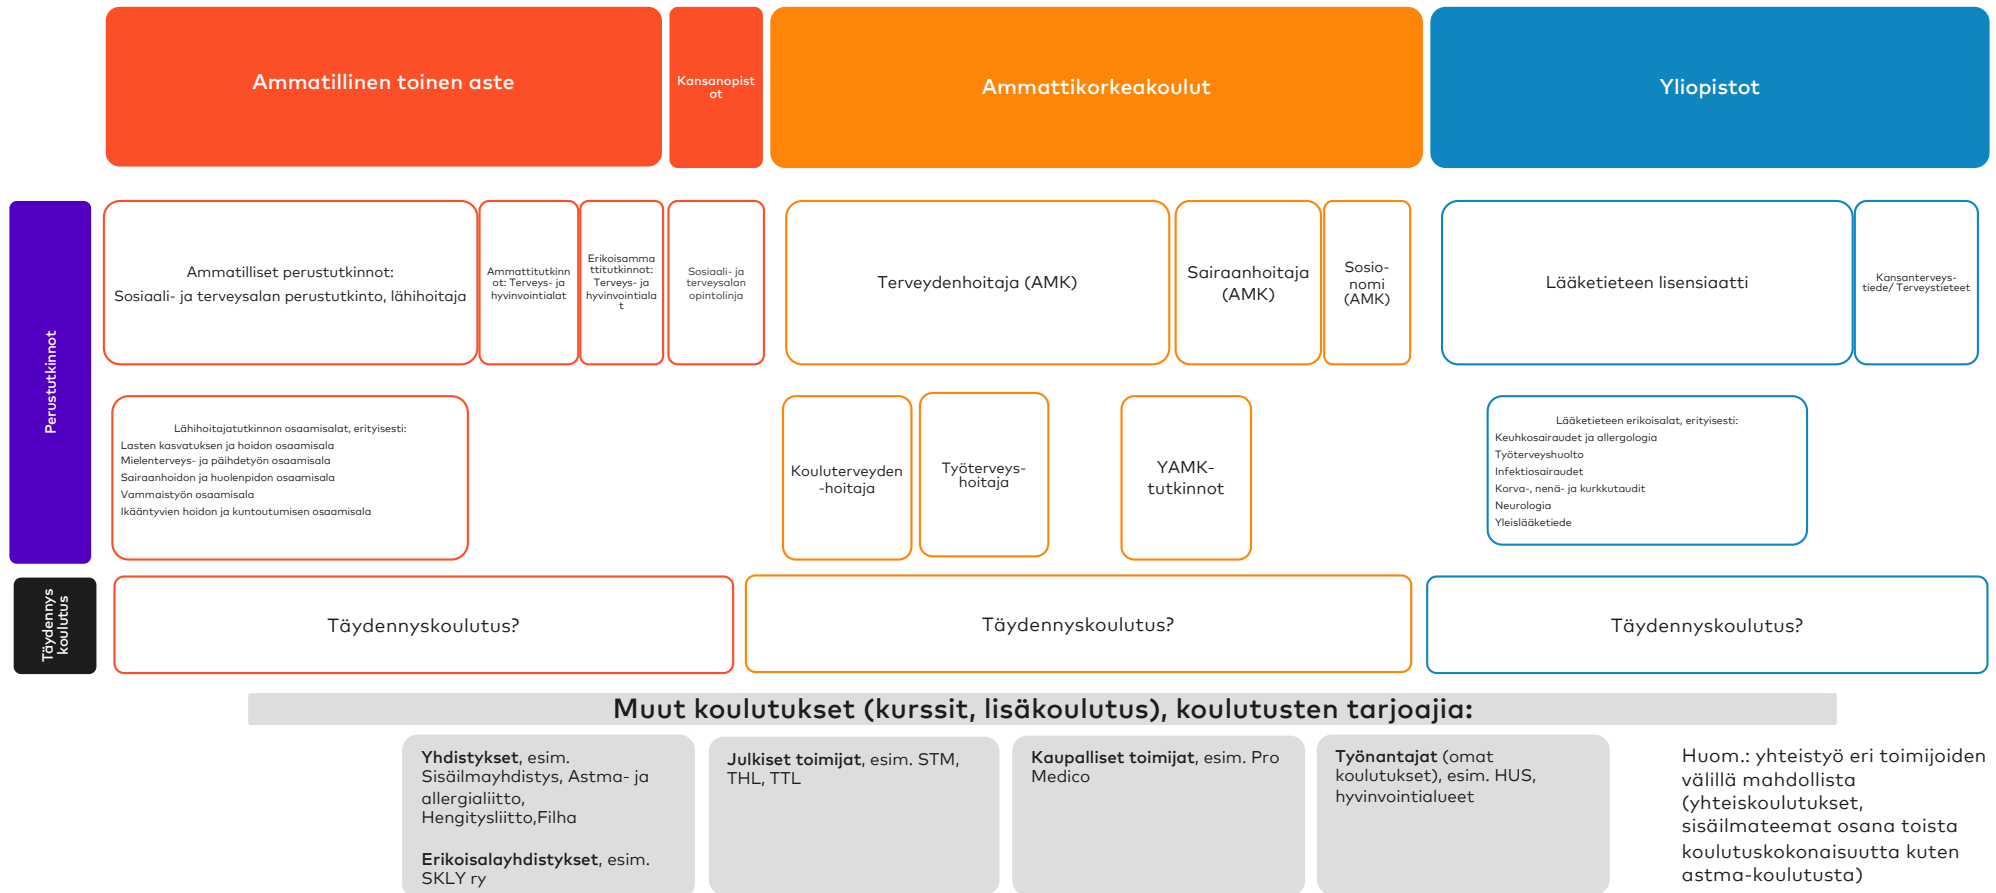 Ammatillinen toinen aste
Kansanopist
ot
Ammattikorkeakoulut
Yliopistot
Perustutkinnot
Ammatilliset perustutkinnot:
Sosiaali- ja terveysalan perustutkinto, lähihoitaja
Ammattitutkinn
ot: Terveys- ja
hyvinvointialat
Erikoisamma
ttitutkinnot:
Terveys- ja
hyvinvointiala
t
Sosiaali- ja
terveysalan
opintolinja
Terveydenhoitaja (AMK)
Sairaanhoitaja
(AMK)
Sosio-
nomi
(AMK)
Lääketieteen lisensiaatti
Kansanterveys-
tiede/ Terveystieteet
Lähihoitajatutkinnon osaamisalat, erityisesti:
Lasten kasvatuksen ja hoidon osaamisala
Mielenterveys- ja päihdetyön osaamisala
Sairaanhoidon ja huolenpidon osaamisala
Vammaistyön osaamisala
Ikääntyvien hoidon ja kuntoutumisen osaamisala
Kouluterveyden
-hoitaja
Työterveys-
hoitaja
YAMK-
tutkinnot
Lääketieteen erikoisalat, erityisesti:
Keuhkosairaudet ja allergologia
Työterveyshuolto
Infektiosairaudet
Korva-, nenä- ja kurkkutaudit
Neurologia
Yleislääketiede
Täydennys
koulutus
Täydennyskoulutus?
Täydennyskoulutus?
Täydennyskoulutus?
Muut koulutukset (kurssit, lisäkoulutus), koulutusten tarjoajia:
Yhdistykset, esim.
Sisäilmayhdistys, Astma- ja
allergialiitto,
Hengitysliitto,Filha
Erikoisalayhdistykset, esim.
SKLY ry
Julkiset toimijat, esim. STM,
THL, TTL
Kaupalliset toimijat, esim. Pro
Medico
Työnantajat (omat
koulutukset), esim. HUS,
hyvinvointialueet
Huom.: yhteistyö eri toimijoiden
välillä mahdollista
(yhteiskoulutukset,
sisäilmateemat osana toista
koulutuskokonaisuutta kuten
astma-koulutusta)